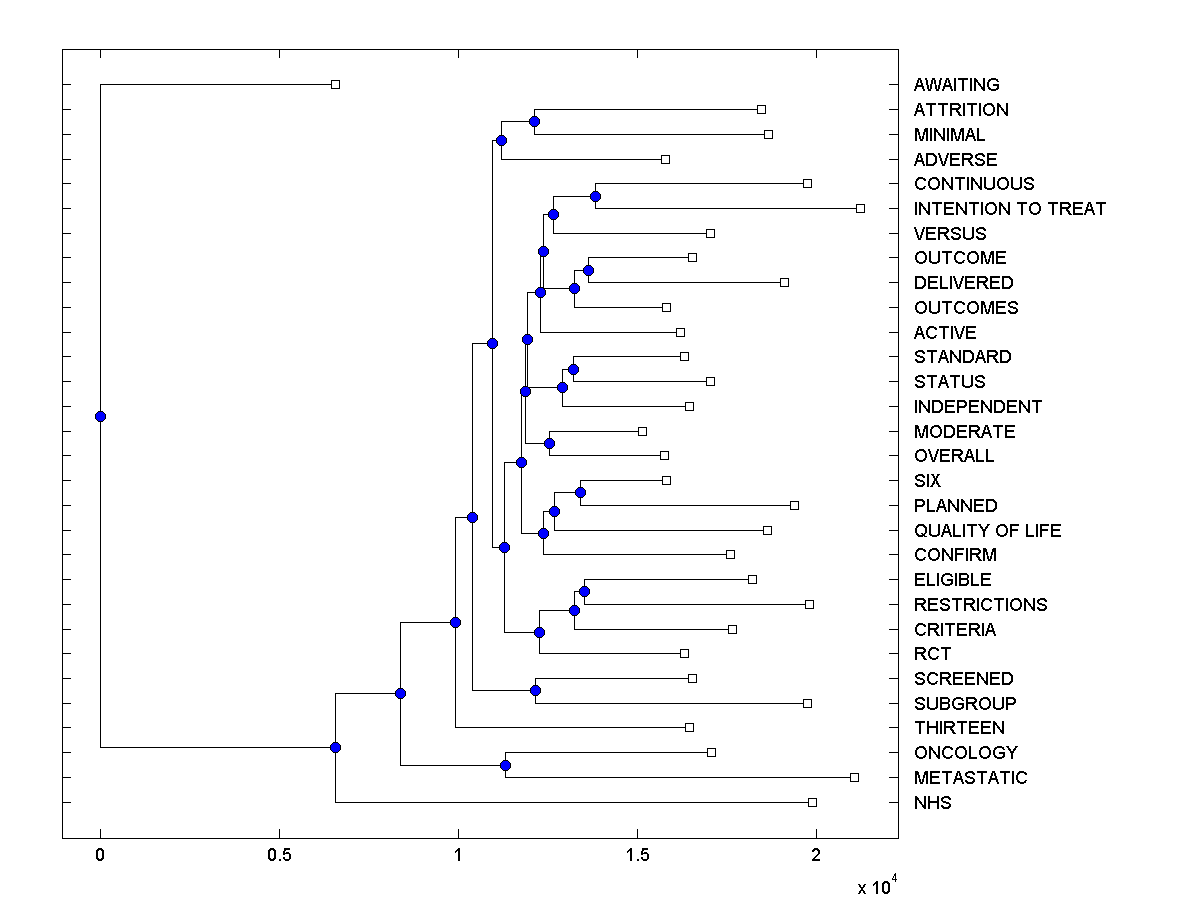 AWAITING
ATTRITION
MINIMAL
ADVERSE
CONTINUOUS
INTENTION TO TREAT
VERSUS
OUTCOME
DELIVERED
OUTCOMES
ACTIVE
STANDARD
STATUS
INDEPENDENT
MODERATE
OVERALL
SIX
PLANNED
QUALITY OF LIFE
CONFIRM
ELIGIBLE
RESTRICTIONS
CRITERIA
RCT
SCREENED
SUBGROUP
THIRTEEN
ONCOLOGY
METASTATIC
NHS
0 0.5 1 1.5 2
x 10^4